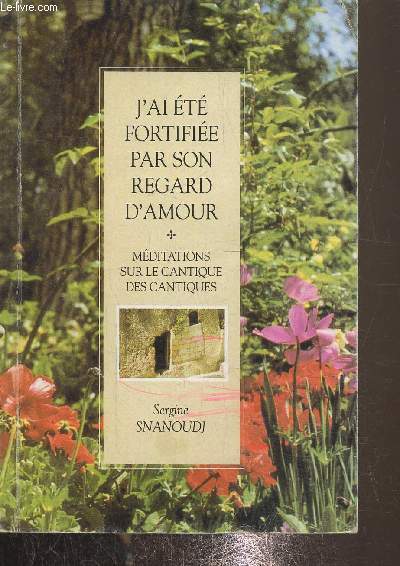 Le-livre.com
J'AI ÉTÉ
FORTIFIÉE
PAR SON
REGARD
D'AMOUR
MÉDITATIONS
SUR LE CANTIQUE
DES CANTIQUES
Sergine
SNANOUDJ